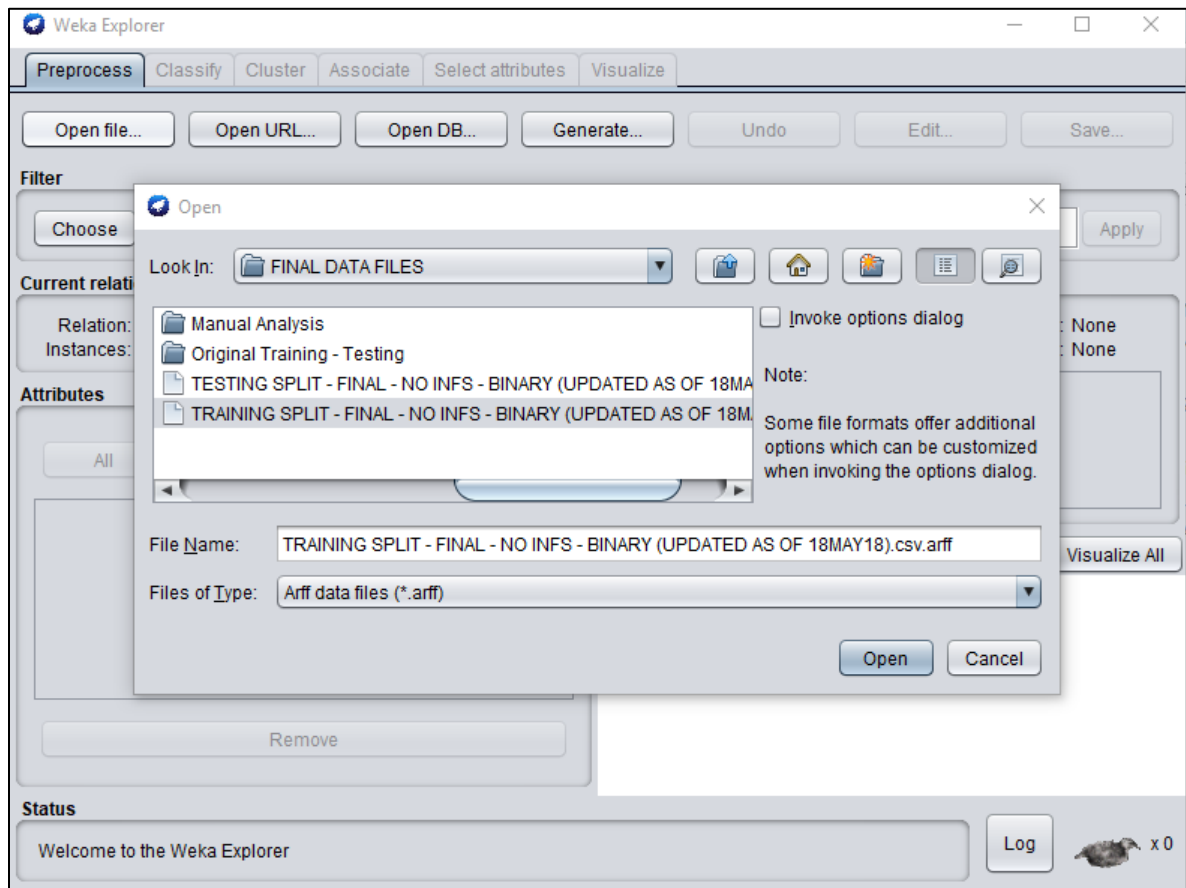 Weka Explorer
Preprocess Classify Cluster Associate Select attributes Visualize
Open file... Open URL... Open DB... Generate... Undo Edit... Save...
Filter
Choose Apply
Open
Look In: FINAL DATA FILES
Manual Analysis
Original Training - Testing
TESTING SPLIT - FINAL - NO INFS - BINARY (UPDATED AS OF 18MA
TRAINING SPLIT - FINAL - NO INFS - BINARY (UPDATED AS OF 18M
Invoke options dialog
Note:
Some file formats offer additional
options which can be customized
when invoking the options dialog.
File Name: TRAINING SPLIT - FINAL - NO INFS - BINARY (UPDATED AS OF 18MAY18).csv.arff
Files of Type: Arff data files (*.arff)
Open Cancel
Current relati
Relation: : None
Instances: : None
Attributes
All
Visualize All
Remove
Status
Welcome to the Weka Explorer
Log x 0